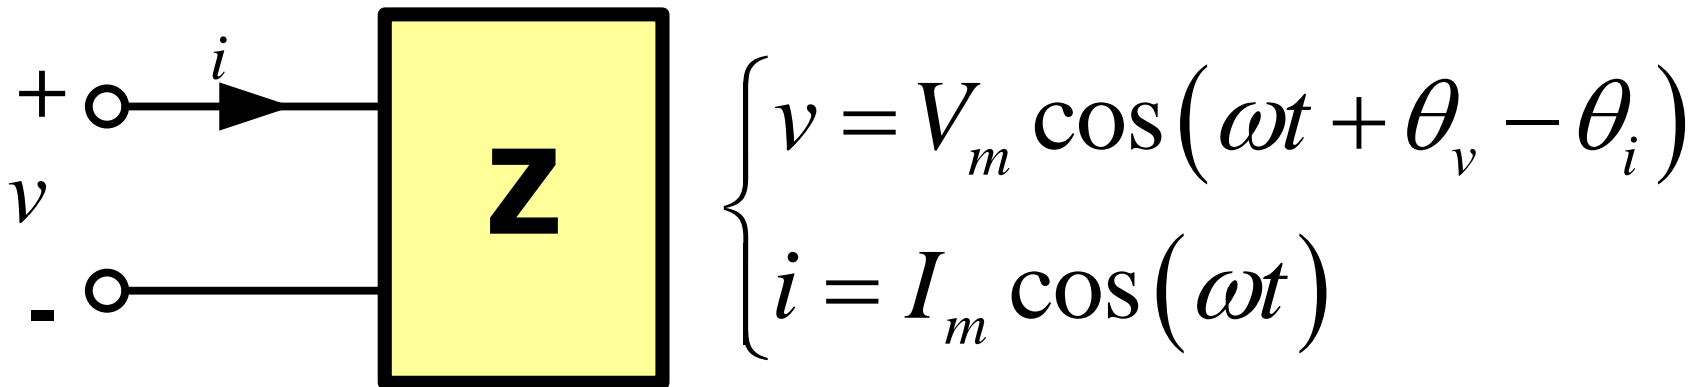 +
i
v
-
Z
v = V_m cos(ωt + θ_v − θ_i)
i = I_m cos(ωt)